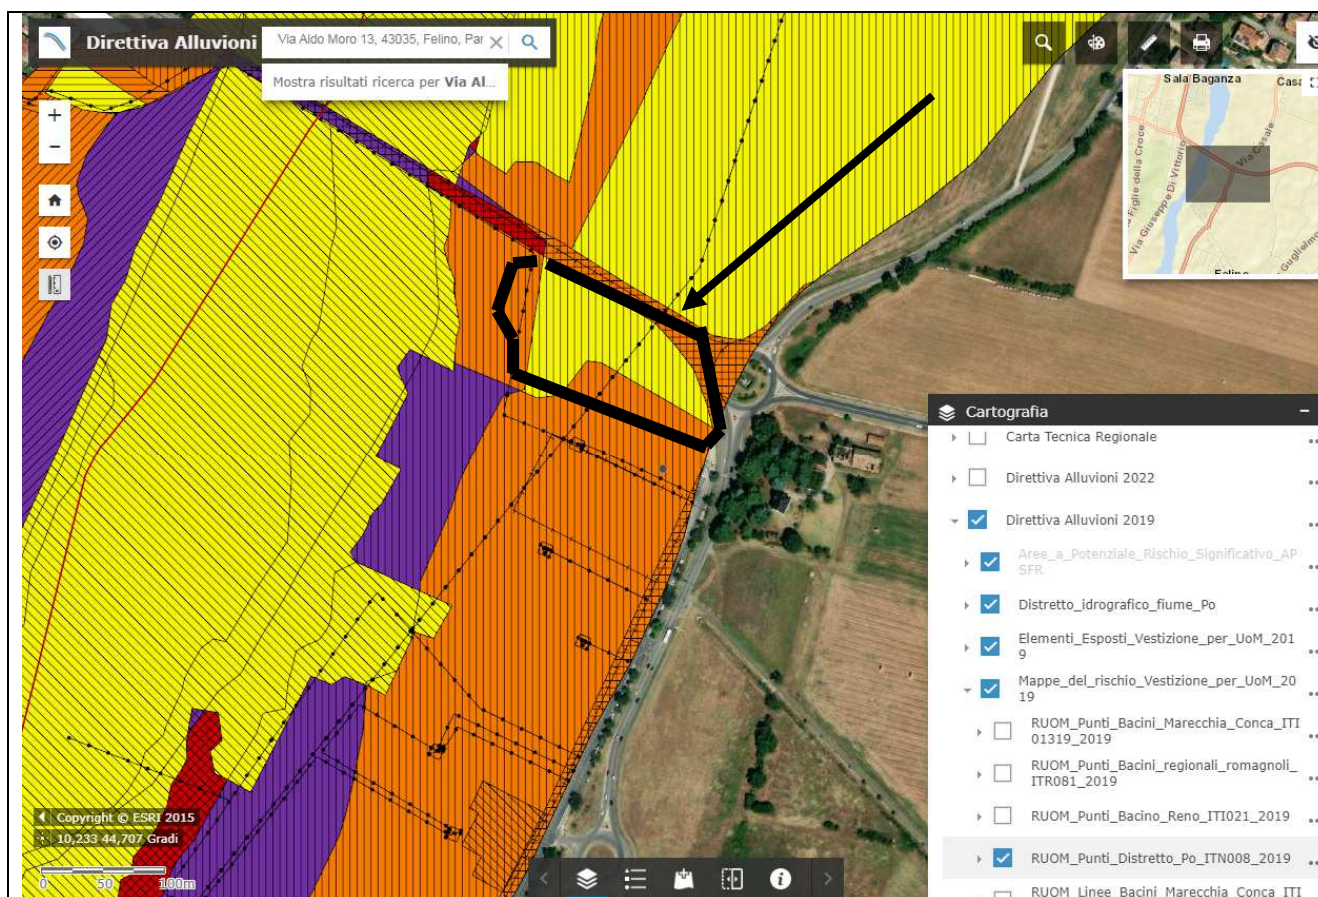 Direttiva Alluvioni
Via Aldo Moro 13, 43035, Felino, Par
Mostra risultati ricerca per Via Al...
+
−
Sala Baganza
Casa
Via Figlie della Croce
Via Giuseppe Di Vittorio
Via Casale
Guglielmo
Felino
Cartografia
Carta Tecnica Regionale
Direttiva Alluvioni 2022
Direttiva Alluvioni 2019
Aree_a_Potenziale_Rischio_Significativo_AP
SFR
Distretto_idrografico_fiume_Po
Elementi_Esposti_Vestizione_per_UoM_201
9
Mappe_del_rischio_Vestizione_per_UoM_20
19
RUOM_Punti_Bacini_Marecchia_Conca_ITI
01319_2019
RUOM_Punti_Bacini_regionali_romagnoli_
ITR081_2019
RUOM_Punti_Bacino_Reno_ITI021_2019
RUOM_Punti_Distretto_Po_ITN008_2019
RUOM_Linee_Bacini_Marecchia_Conca_ITI
Copyright © ESRI 2015
10,233 44,707 Gradi
0 50 100m